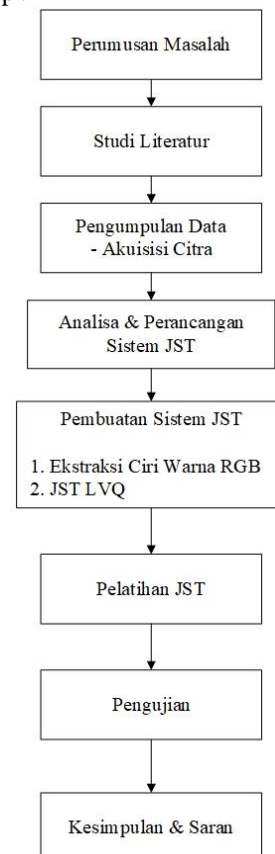 Perumusan Masalah
Studi Literatur
Pengumpulan Data
- Akuisisi Citra
Analisa & Perancangan
Sistem JST
Pembuatan Sistem JST
1. Ekstraksi Ciri Warna RGB
2. JST LVQ
Pelatihan JST
Pengujian
Kesimpulan & Saran